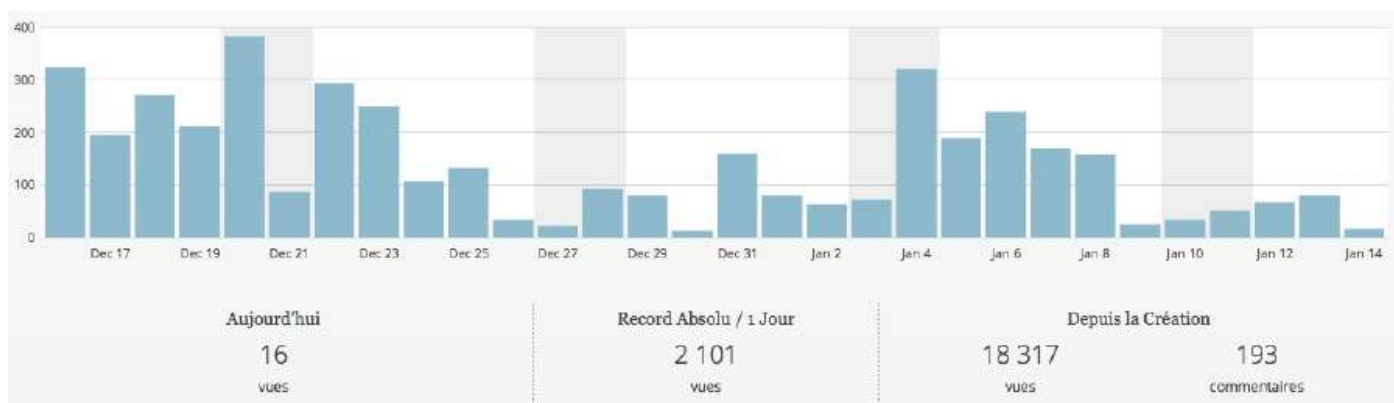 400
300
200
100
0
Dec 17 Dec 19 Dec 21 Dec 23 Dec 25 Dec 27 Dec 29 Dec 31 Jan 2 Jan 4 Jan 6 Jan 8 Jan 10 Jan 12 Jan 14
Aujourd'hui Record Absolu / 1 Jour Depuis la Création
16 2 101 18 317 193
vues vues vues commentaires